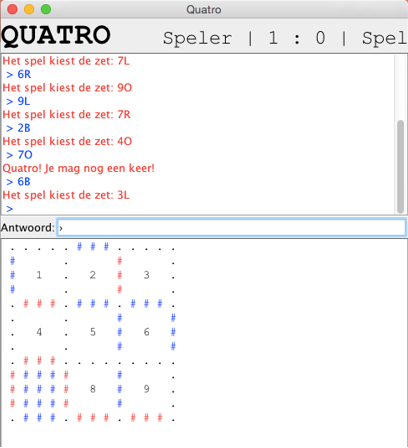 Quatro
QUATRO Speler | 1 : 0 | Spel
Het spel kiest de zet: 7L
> 6R
Het spel kiest de zet: 9O
> 9L
Het spel kiest de zet: 7R
> 2B
Het spel kiest de zet: 4O
> 7O
Quatro! Je mag nog een keer!
> 6B
Het spel kiest de zet: 3L
>
Antwoord: ›
. . . . . # # # . . . . .
#       .       #       .
#   1   .   2   #   3   .
#       .       #       .
. # # # . # # # . # # # .
.       .       #       #
.   4   .   5   #   6   #
.       .       #       #
. # # # . . . . . . . . .
# # # # #       #       .
# # # # #   8   #   9   .
# # # # #       #       .
. # # # . # # # . # # # .